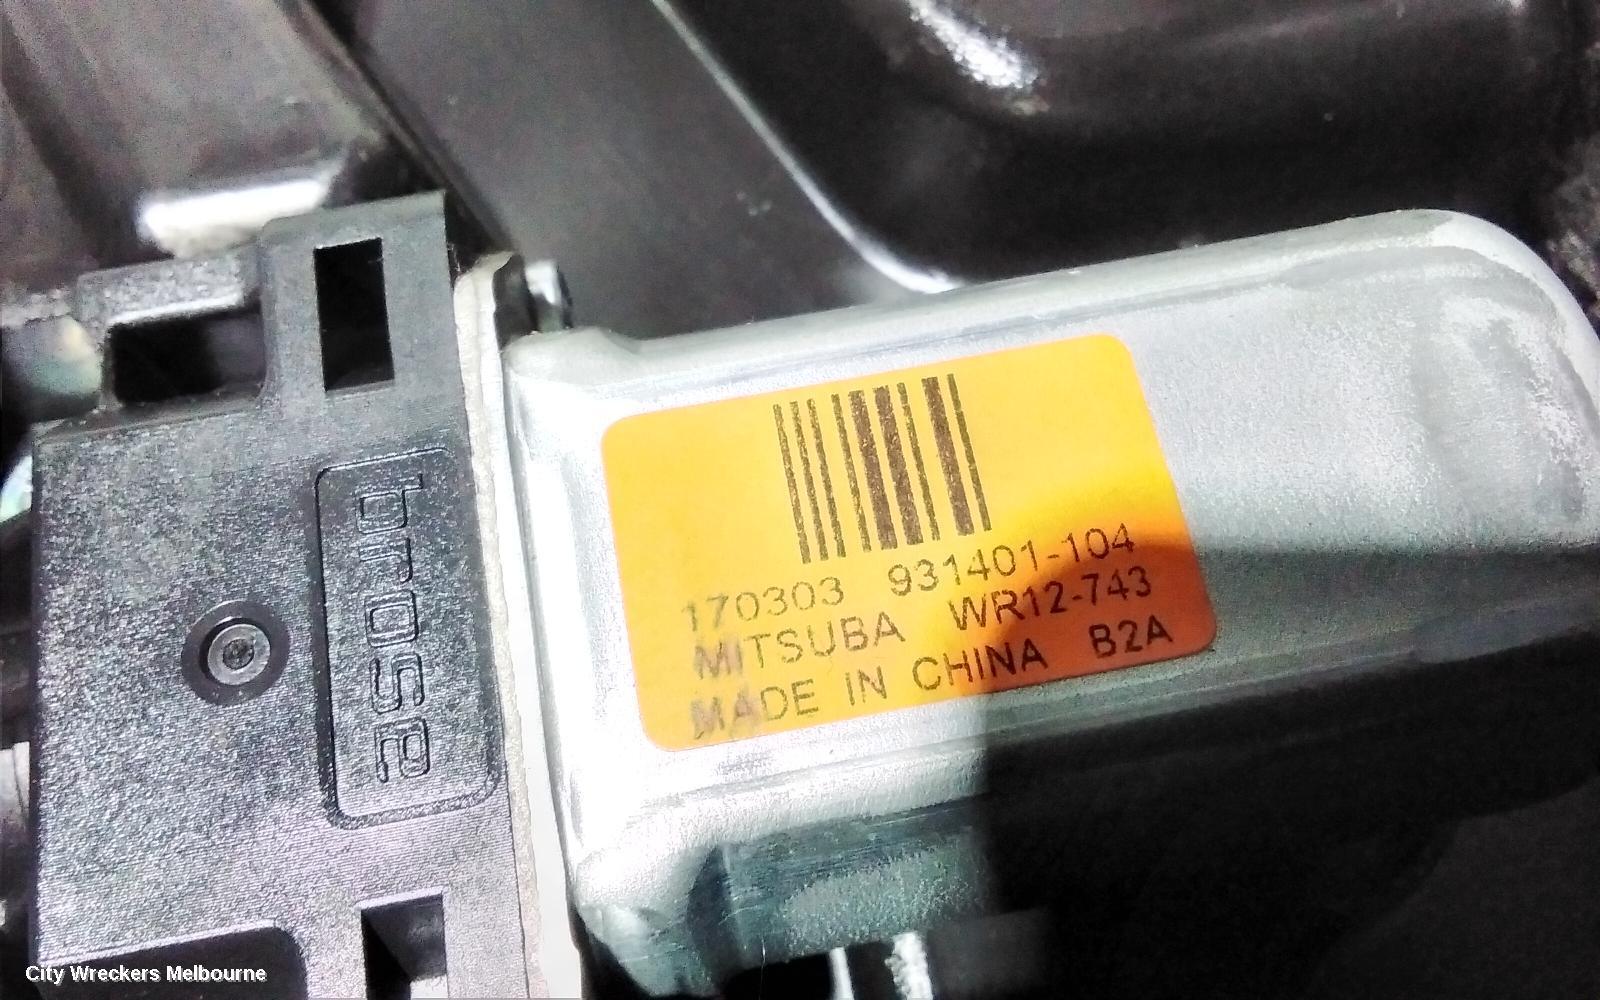 brose
170303 931401-104
MITSUBA WR12-743
MADE IN CHINA B2A
City Wreckers Melbourne